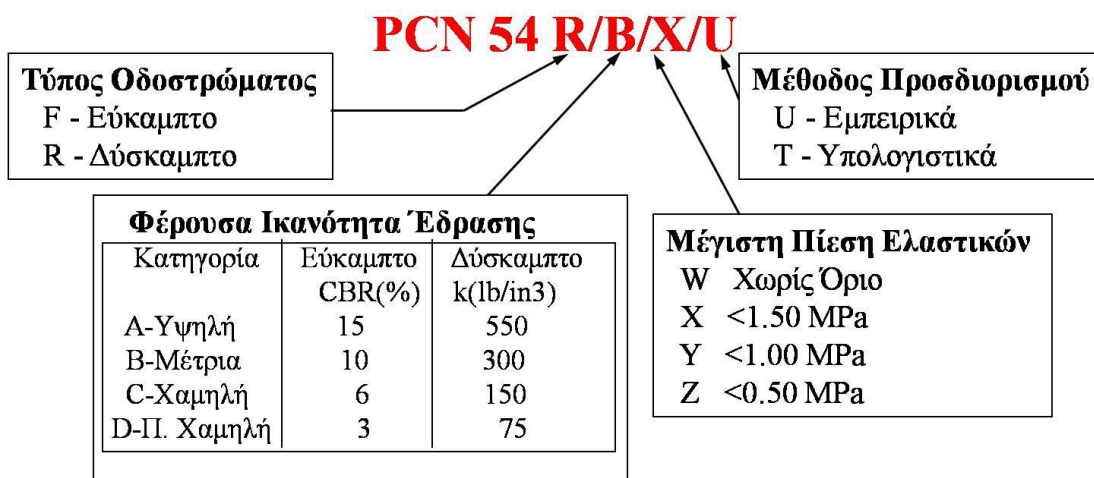 PCN 54 R/B/X/U
Τύπος Οδοστρώματος
F - Εύκαμπτο
R - Δύσκαμπτο
Μέθοδος Προσδιορισμού
U - Εμπειρικά
T - Υπολογιστικά
Φέρουσα Ικανότητα Έδρασης
Κατηγορία Εύκαμπτο Δύσκαμπτο
CBR(%) k(lb/in3)
A-Υψηλή 15 550
B-Μέτρια 10 300
C-Χαμηλή 6 150
D-Π. Χαμηλή 3 75
Μέγιστη Πίεση Ελαστικών
W Χωρίς Όριο
X <1.50 MPa
Y <1.00 MPa
Z <0.50 MPa